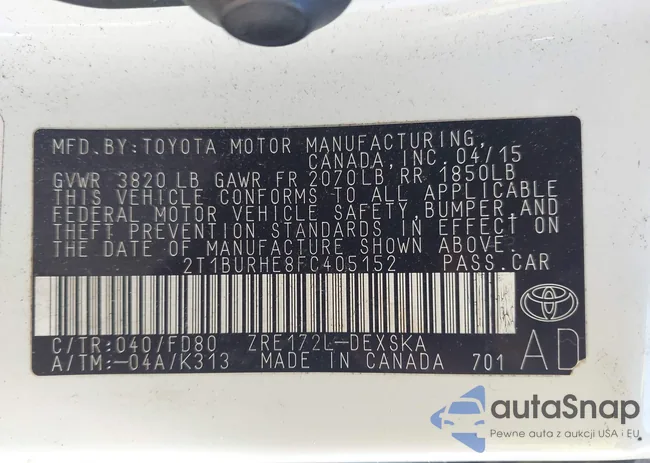 MFD.BY:TOYOTA MOTOR MANUFACTURING,
CANADA, INC. 04/15
GVWR 3820 LB GAWR FR 2070LB, RR 1850LB
THIS VEHICLE CONFORMS TO ALL APPLICABLE
FEDERAL MOTOR VEHICLE SAFETY, BUMPER, AND
THEFT PREVENTION STANDARDS IN EFFECT ON
THE DATE OF MANUFACTURE SHOWN ABOVE.
2T1BURHE8FC405152 PASS.CAR
C/TR:040/FD80 ZRE172L-DEXSKA
A/TM:-04A/K313 MADE IN CANADA 701
AD
autaSnap
Pewne auta z aukcji USA i EU